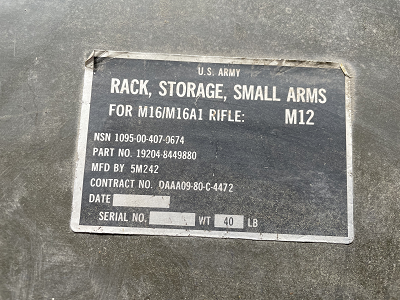 U.S. ARMY
RACK, STORAGE, SMALL ARMS
FOR M16/M16A1 RIFLE: M12
NSN 1095-00-407-0674
PART NO. 19204-8449880
MFD BY 5M242
CONTRACT NO. DAAA09-80-C-4472
DATE
SERIAL NO. WT 40 LB